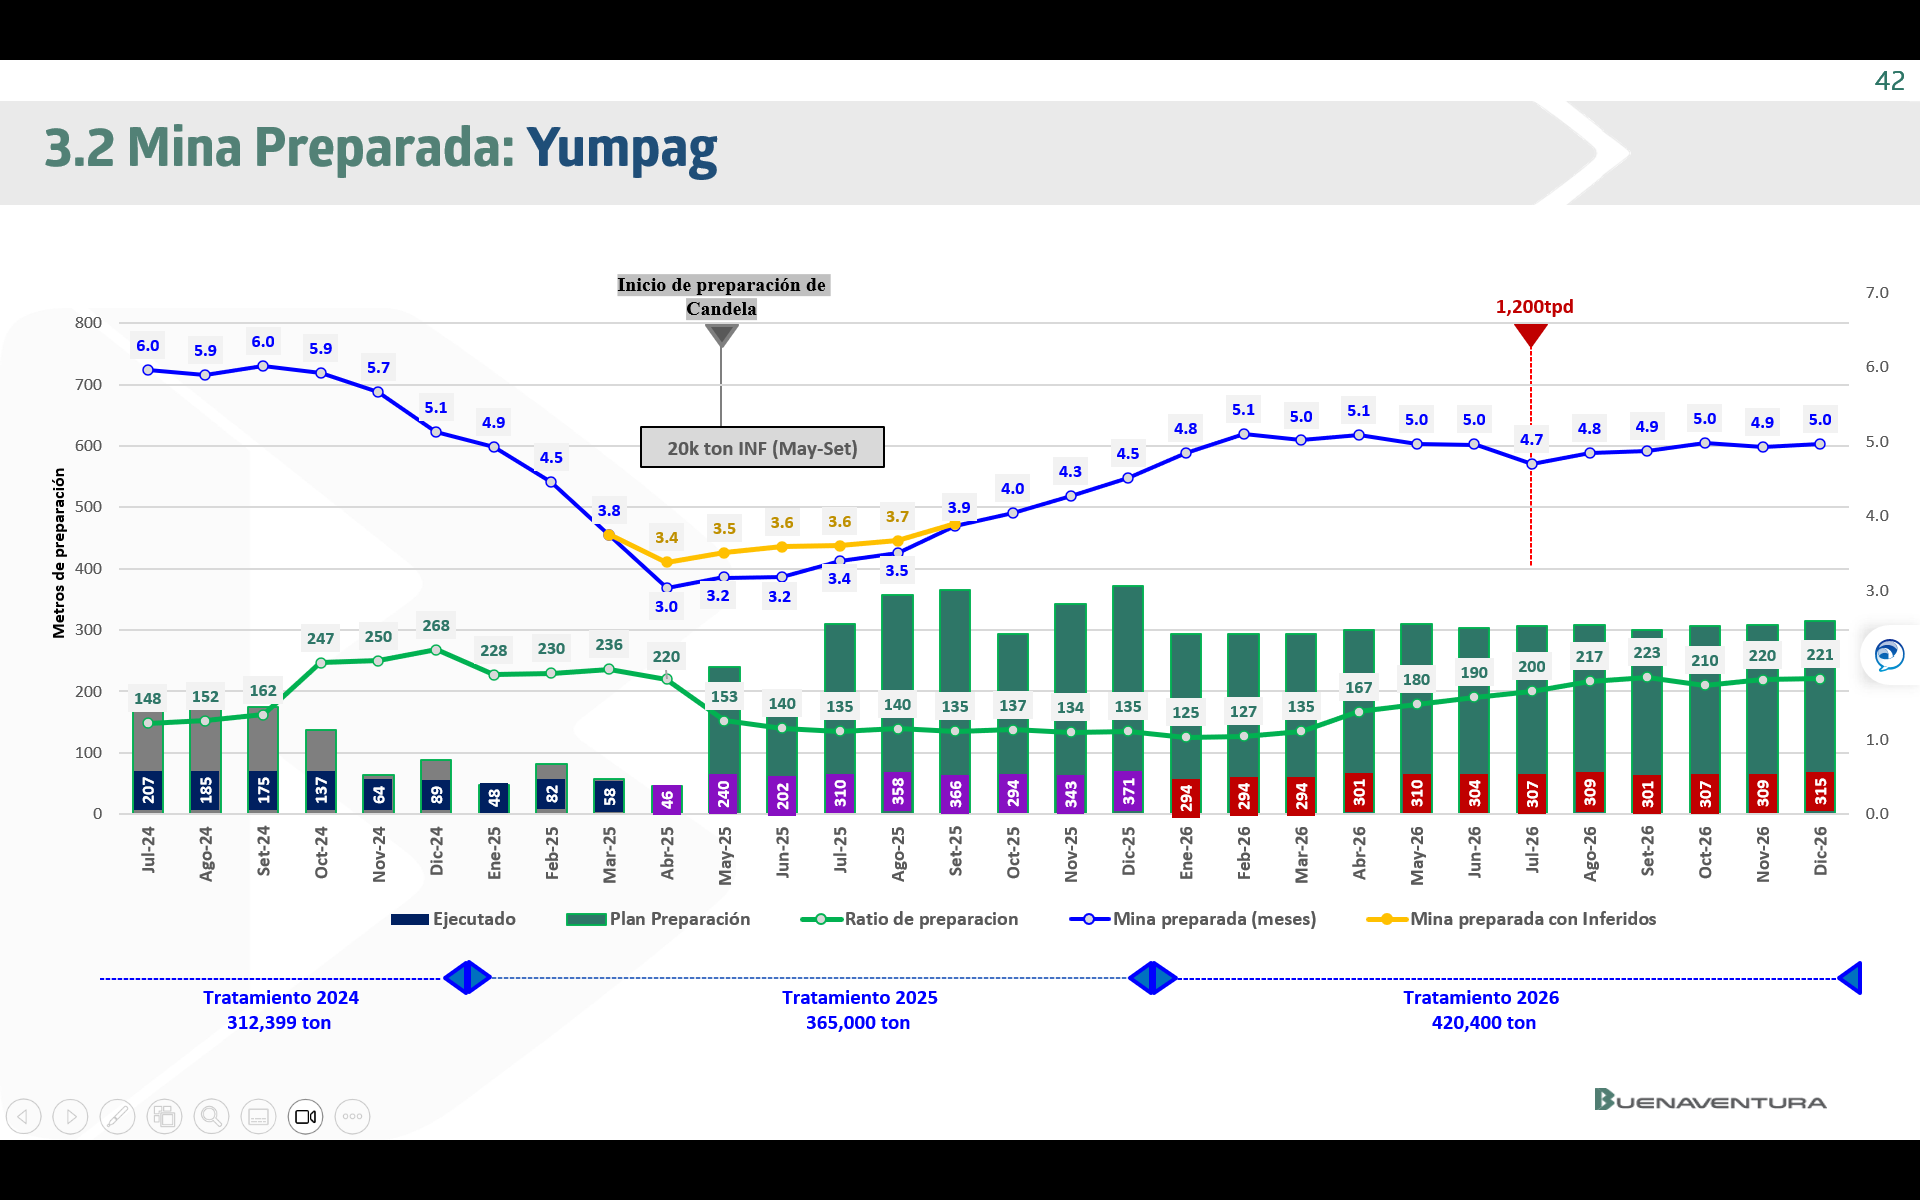 42
3.2 Mina Preparada: Yumpag
Inicio de preparación de
Candela
1,200tpd
20k ton INF (May-Set)
Metros de preparación
800
700
600
500
400
300
200
100
0
7.0
6.0
5.0
4.0
3.0
1.0
0.0
6.0 5.9 6.0 5.9 5.7 5.1 4.9 4.5 3.8 3.0 3.2 3.2 3.4 3.5 3.9 4.0 4.3 4.5 4.8 5.1 5.0 5.1 5.0 5.0 4.7 4.8 4.9 5.0 4.9 5.0
3.4 3.5 3.6 3.6 3.7
148 152 162 247 250 268 228 230 236 220 153 140 135 140 135 137 134 135 125 127 135 167 180 190 200 217 223 210 220 221
207 185 175 137 64 89 48 82 58 46 240 202 310 358 366 294 343 371 294 294 294 301 310 304 307 309 301 307 309 315
Jul-24 Ago-24 Set-24 Oct-24 Nov-24 Dic-24 Ene-25 Feb-25 Mar-25 Abr-25 May-25 Jun-25 Jul-25 Ago-25 Set-25 Oct-25 Nov-25 Dic-25 Ene-26 Feb-26 Mar-26 Abr-26 May-26 Jun-26 Jul-26 Ago-26 Set-26 Oct-26 Nov-26 Dic-26
Ejecutado Plan Preparación Ratio de preparacion Mina preparada (meses) Mina preparada con Inferidos
Tratamiento 2024
312,399 ton
Tratamiento 2025
365,000 ton
Tratamiento 2026
420,400 ton
BUENAVENTURA